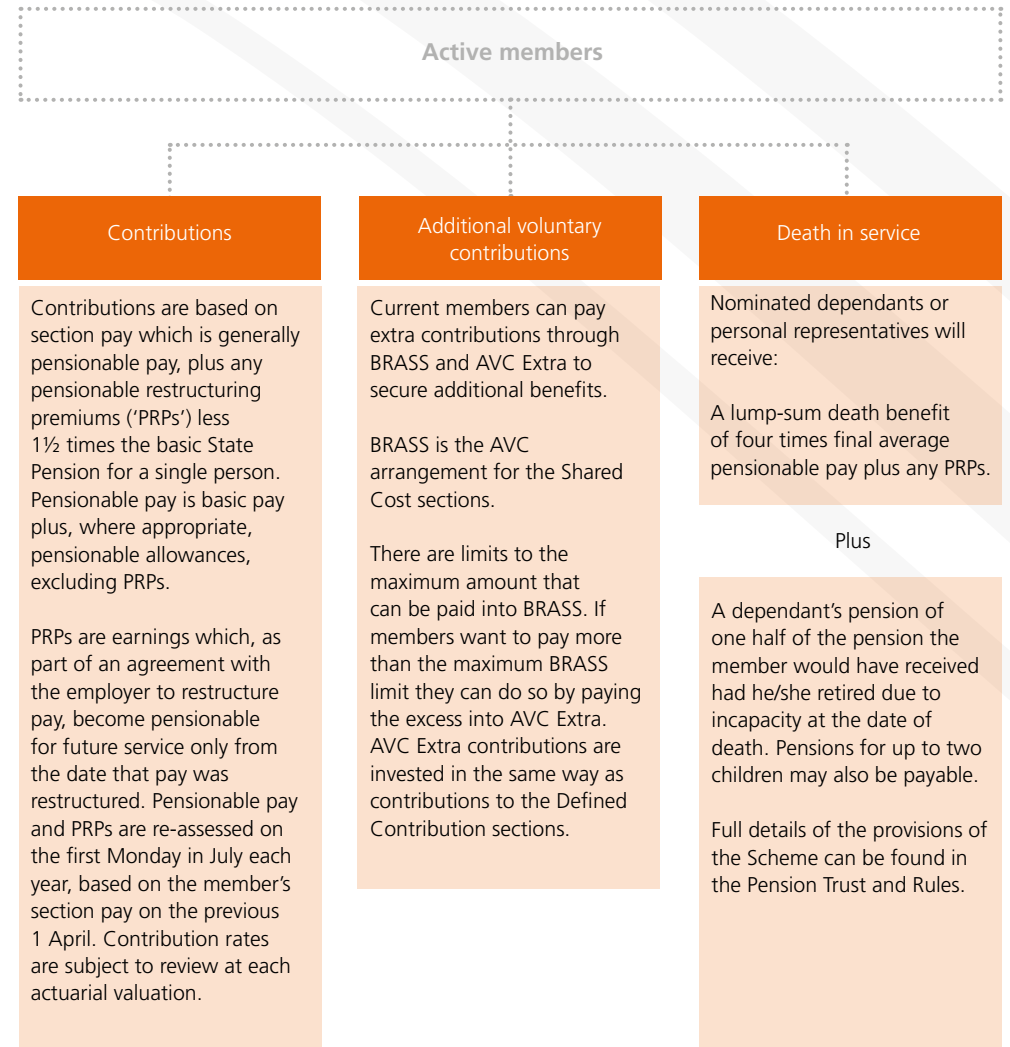 Active members
Contributions
Contributions are based on
section pay which is generally
pensionable pay, plus any
pensionable restructuring
premiums ('PRPs') less
1½ times the basic State
Pension for a single person.
Pensionable pay is basic pay
plus, where appropriate,
pensionable allowances,
excluding PRPs.
PRPs are earnings which, as
part of an agreement with
the employer to restructure
pay, become pensionable
for future service only from
the date that pay was
restructured. Pensionable pay
and PRPs are re-assessed on
the first Monday in July each
year, based on the member's
section pay on the previous
1 April. Contribution rates
are subject to review at each
actuarial valuation.
Additional voluntary
contributions
Current members can pay
extra contributions through
BRASS and AVC Extra to
secure additional benefits.
BRASS is the AVC
arrangement for the Shared
Cost sections.
There are limits to the
maximum amount that
can be paid into BRASS. If
members want to pay more
than the maximum BRASS
limit they can do so by paying
the excess into AVC Extra.
AVC Extra contributions are
invested in the same way as
contributions to the Defined
Contribution sections.
Death in service
Nominated dependants or
personal representatives will
receive:
A lump-sum death benefit
of four times final average
pensionable pay plus any PRPs.
Plus
A dependant's pension of
one half of the pension the
member would have received
had he/she retired due to
incapacity at the date of
death. Pensions for up to two
children may also be payable.
Full details of the provisions of
the Scheme can be found in
the Pension Trust and Rules.